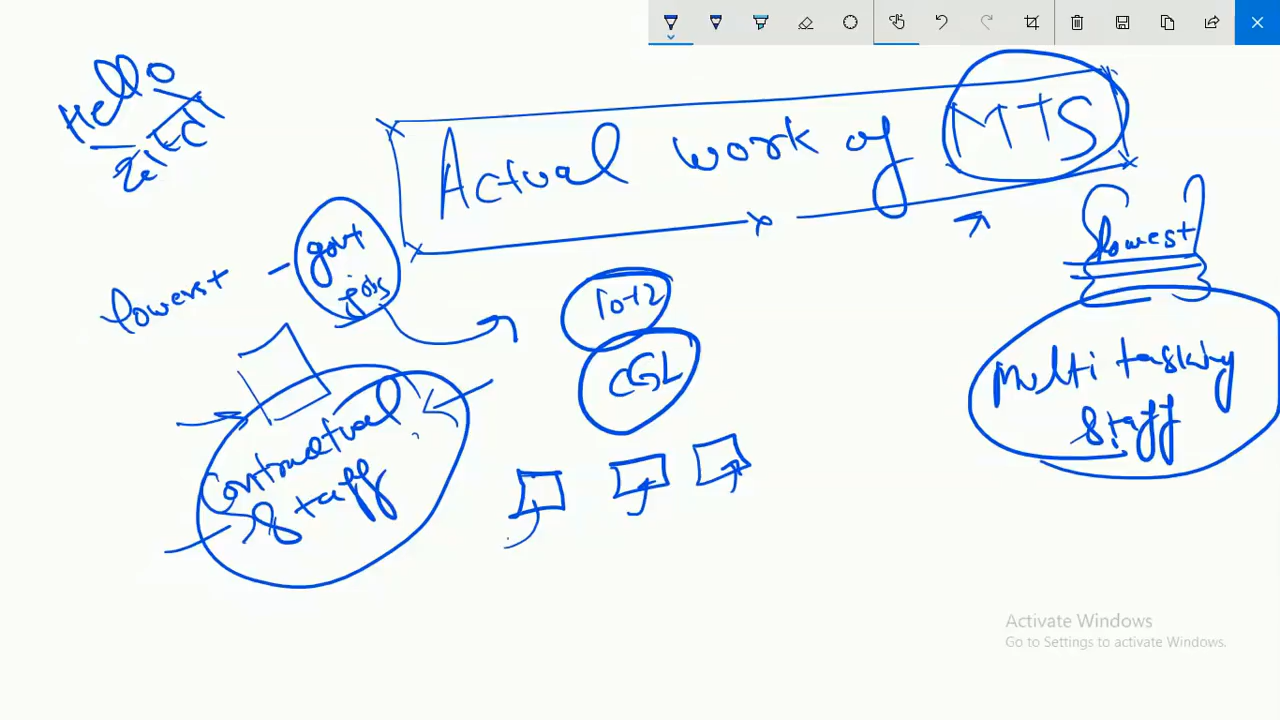 Hello
Actual work of MTS
lowest
govt
jobs
lowerst
10+2
CGL
Multi tasking
Staff
Contractual
Staff
Activate Windows
Go to Settings to activate Windows.